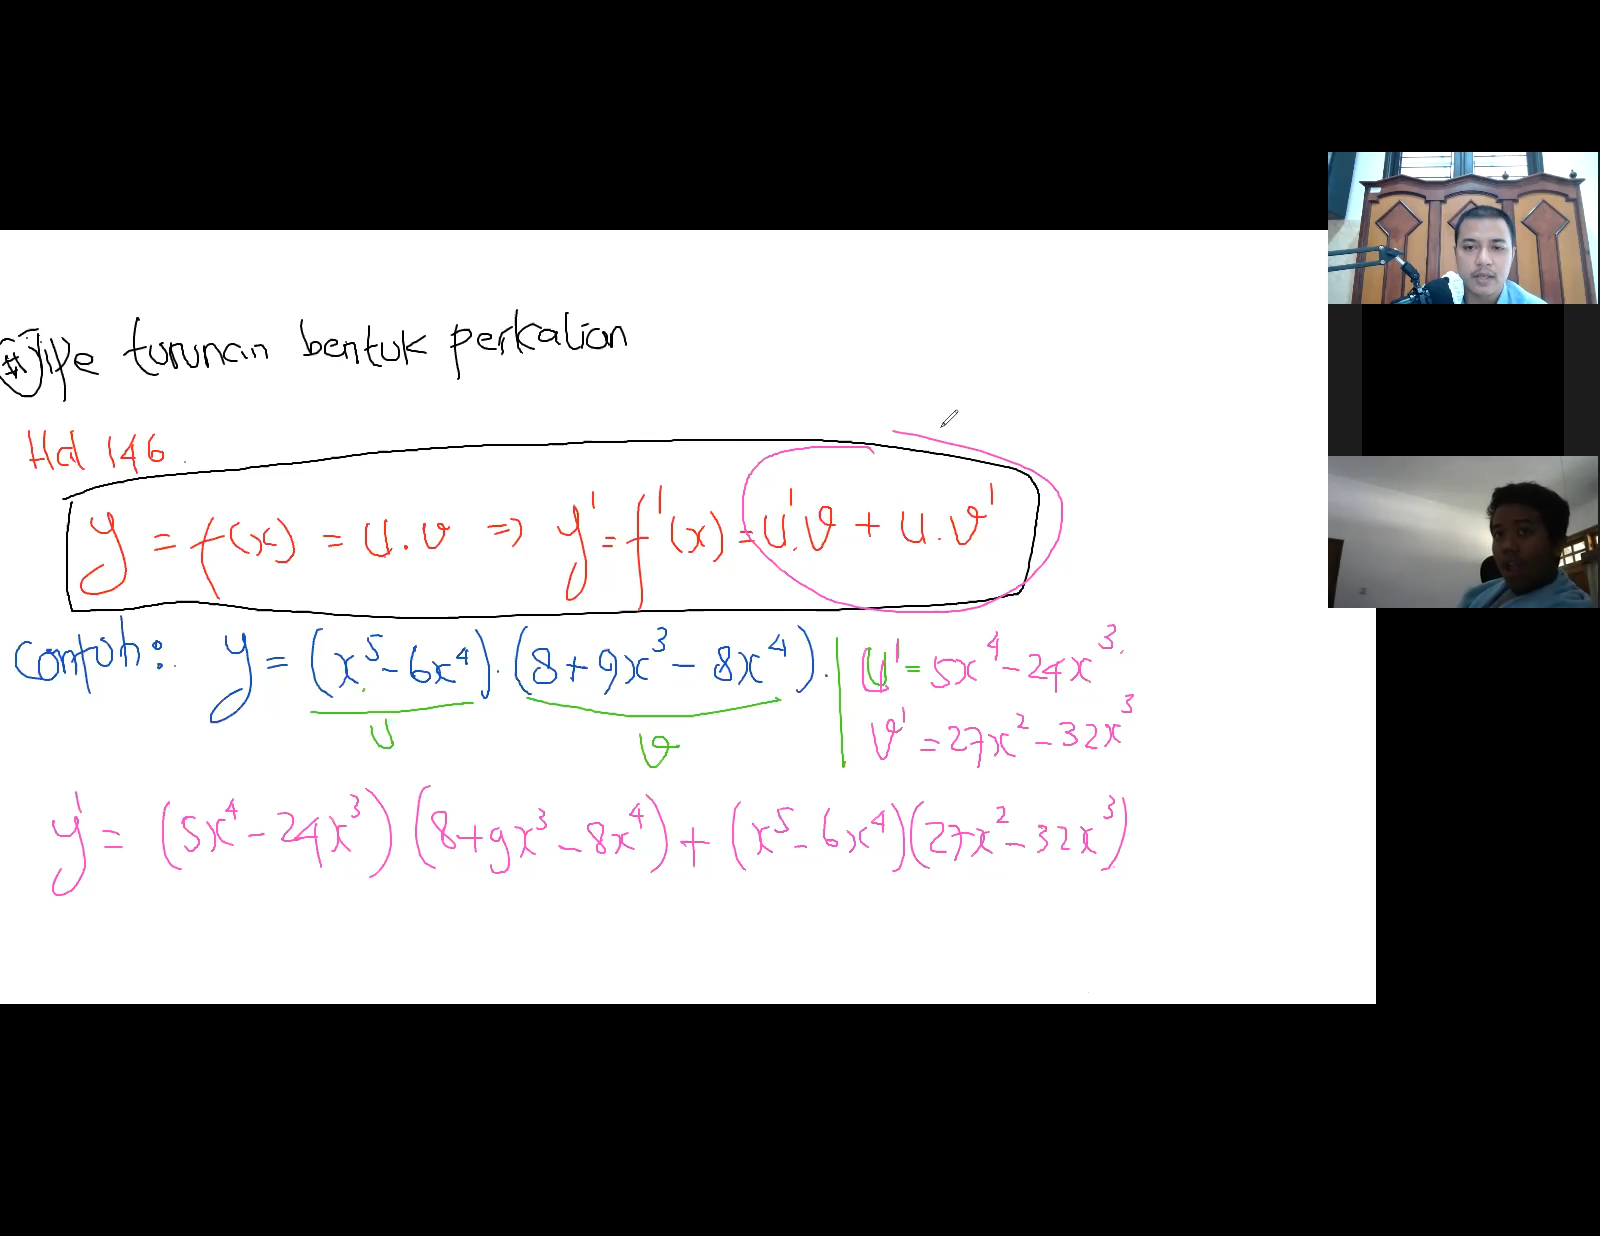 # Tipe turunan bentuk perkalian
Hal 146.
y = f(x) = u.v => y' = f'(x) = u'.v + u.v'
Contoh: y = (x⁵ - 6x⁴).(8 + 9x³ - 8x⁴). | U' = 5x⁴ - 24x³.
U v v' = 27x² - 32x³
y' = (5x⁴ - 24x³)(8 + 9x³ - 8x⁴) + (x⁵ - 6x⁴)(27x² - 32x³)